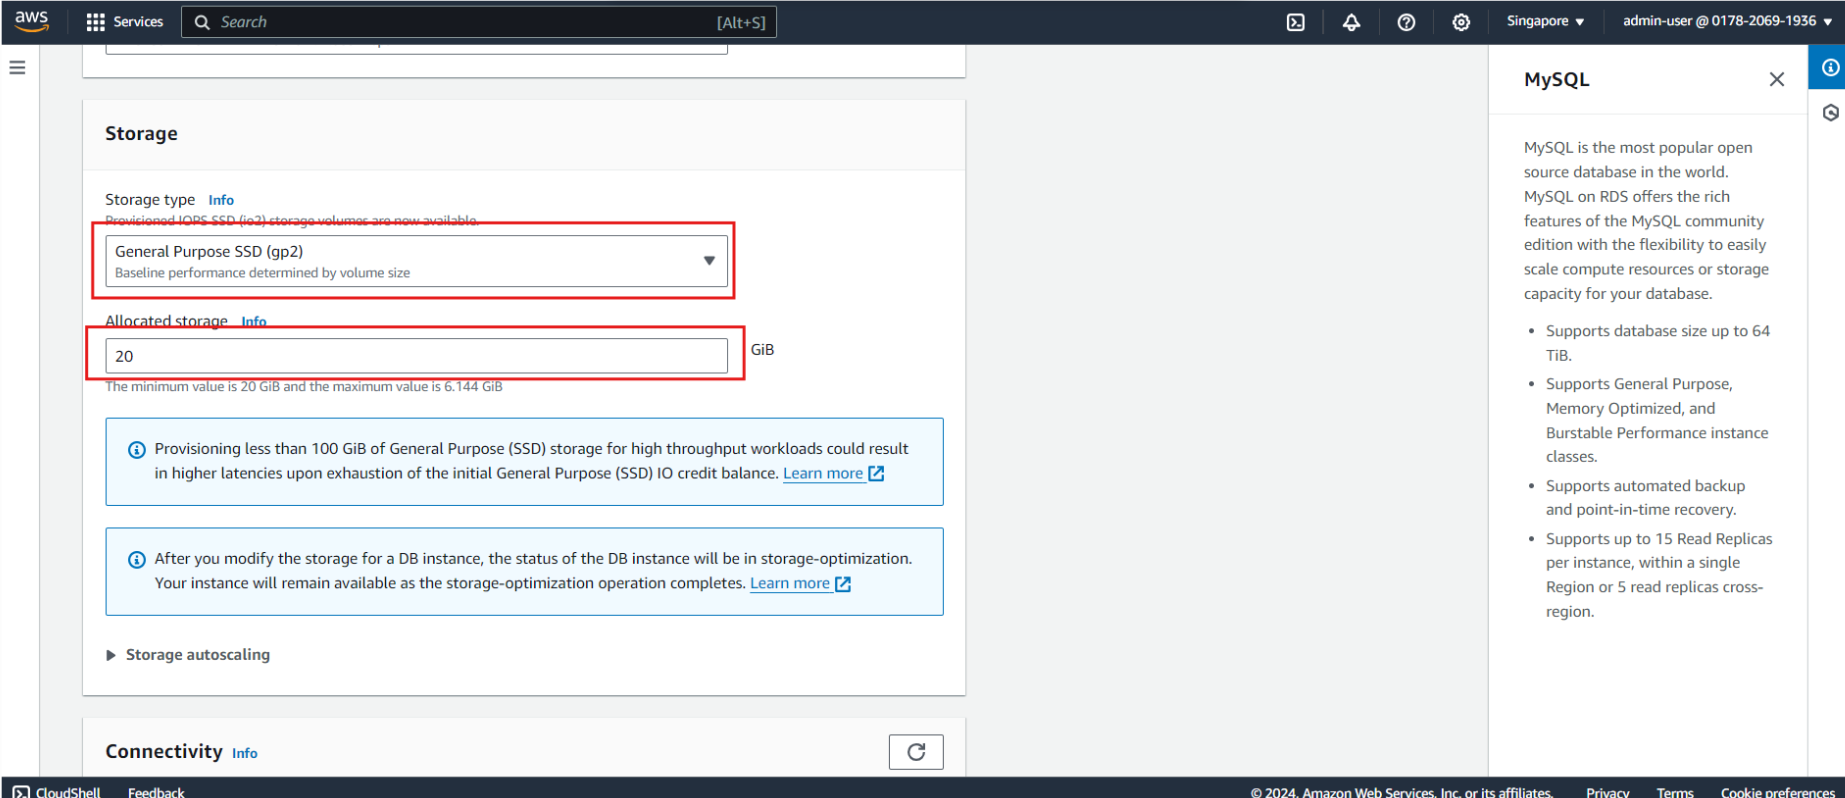 aws
Services
Search
[Alt+S]
Singapore
admin-user @ 0178-2069-1936
Storage
Storage type Info
Provisioned IOPS SSD (io2) storage volumes are now available.
General Purpose SSD (gp2)
Baseline performance determined by volume size
Allocated storage Info
20
GiB
The minimum value is 20 GiB and the maximum value is 6.144 GiB
Provisioning less than 100 GiB of General Purpose (SSD) storage for high throughput workloads could result
in higher latencies upon exhaustion of the initial General Purpose (SSD) IO credit balance. Learn more
After you modify the storage for a DB instance, the status of the DB instance will be in storage-optimization.
Your instance will remain available as the storage-optimization operation completes. Learn more
Storage autoscaling
Connectivity Info
MySQL
MySQL is the most popular open
source database in the world.
MySQL on RDS offers the rich
features of the MySQL community
edition with the flexibility to easily
scale compute resources or storage
capacity for your database.
• Supports database size up to 64
TiB.
• Supports General Purpose,
Memory Optimized, and
Burstable Performance instance
classes.
• Supports automated backup
and point-in-time recovery.
• Supports up to 15 Read Replicas
per instance, within a single
Region or 5 read replicas cross-
region.
CloudShell
Feedback
© 2024, Amazon Web Services, Inc. or its affiliates.
Privacy
Terms
Cookie preferences